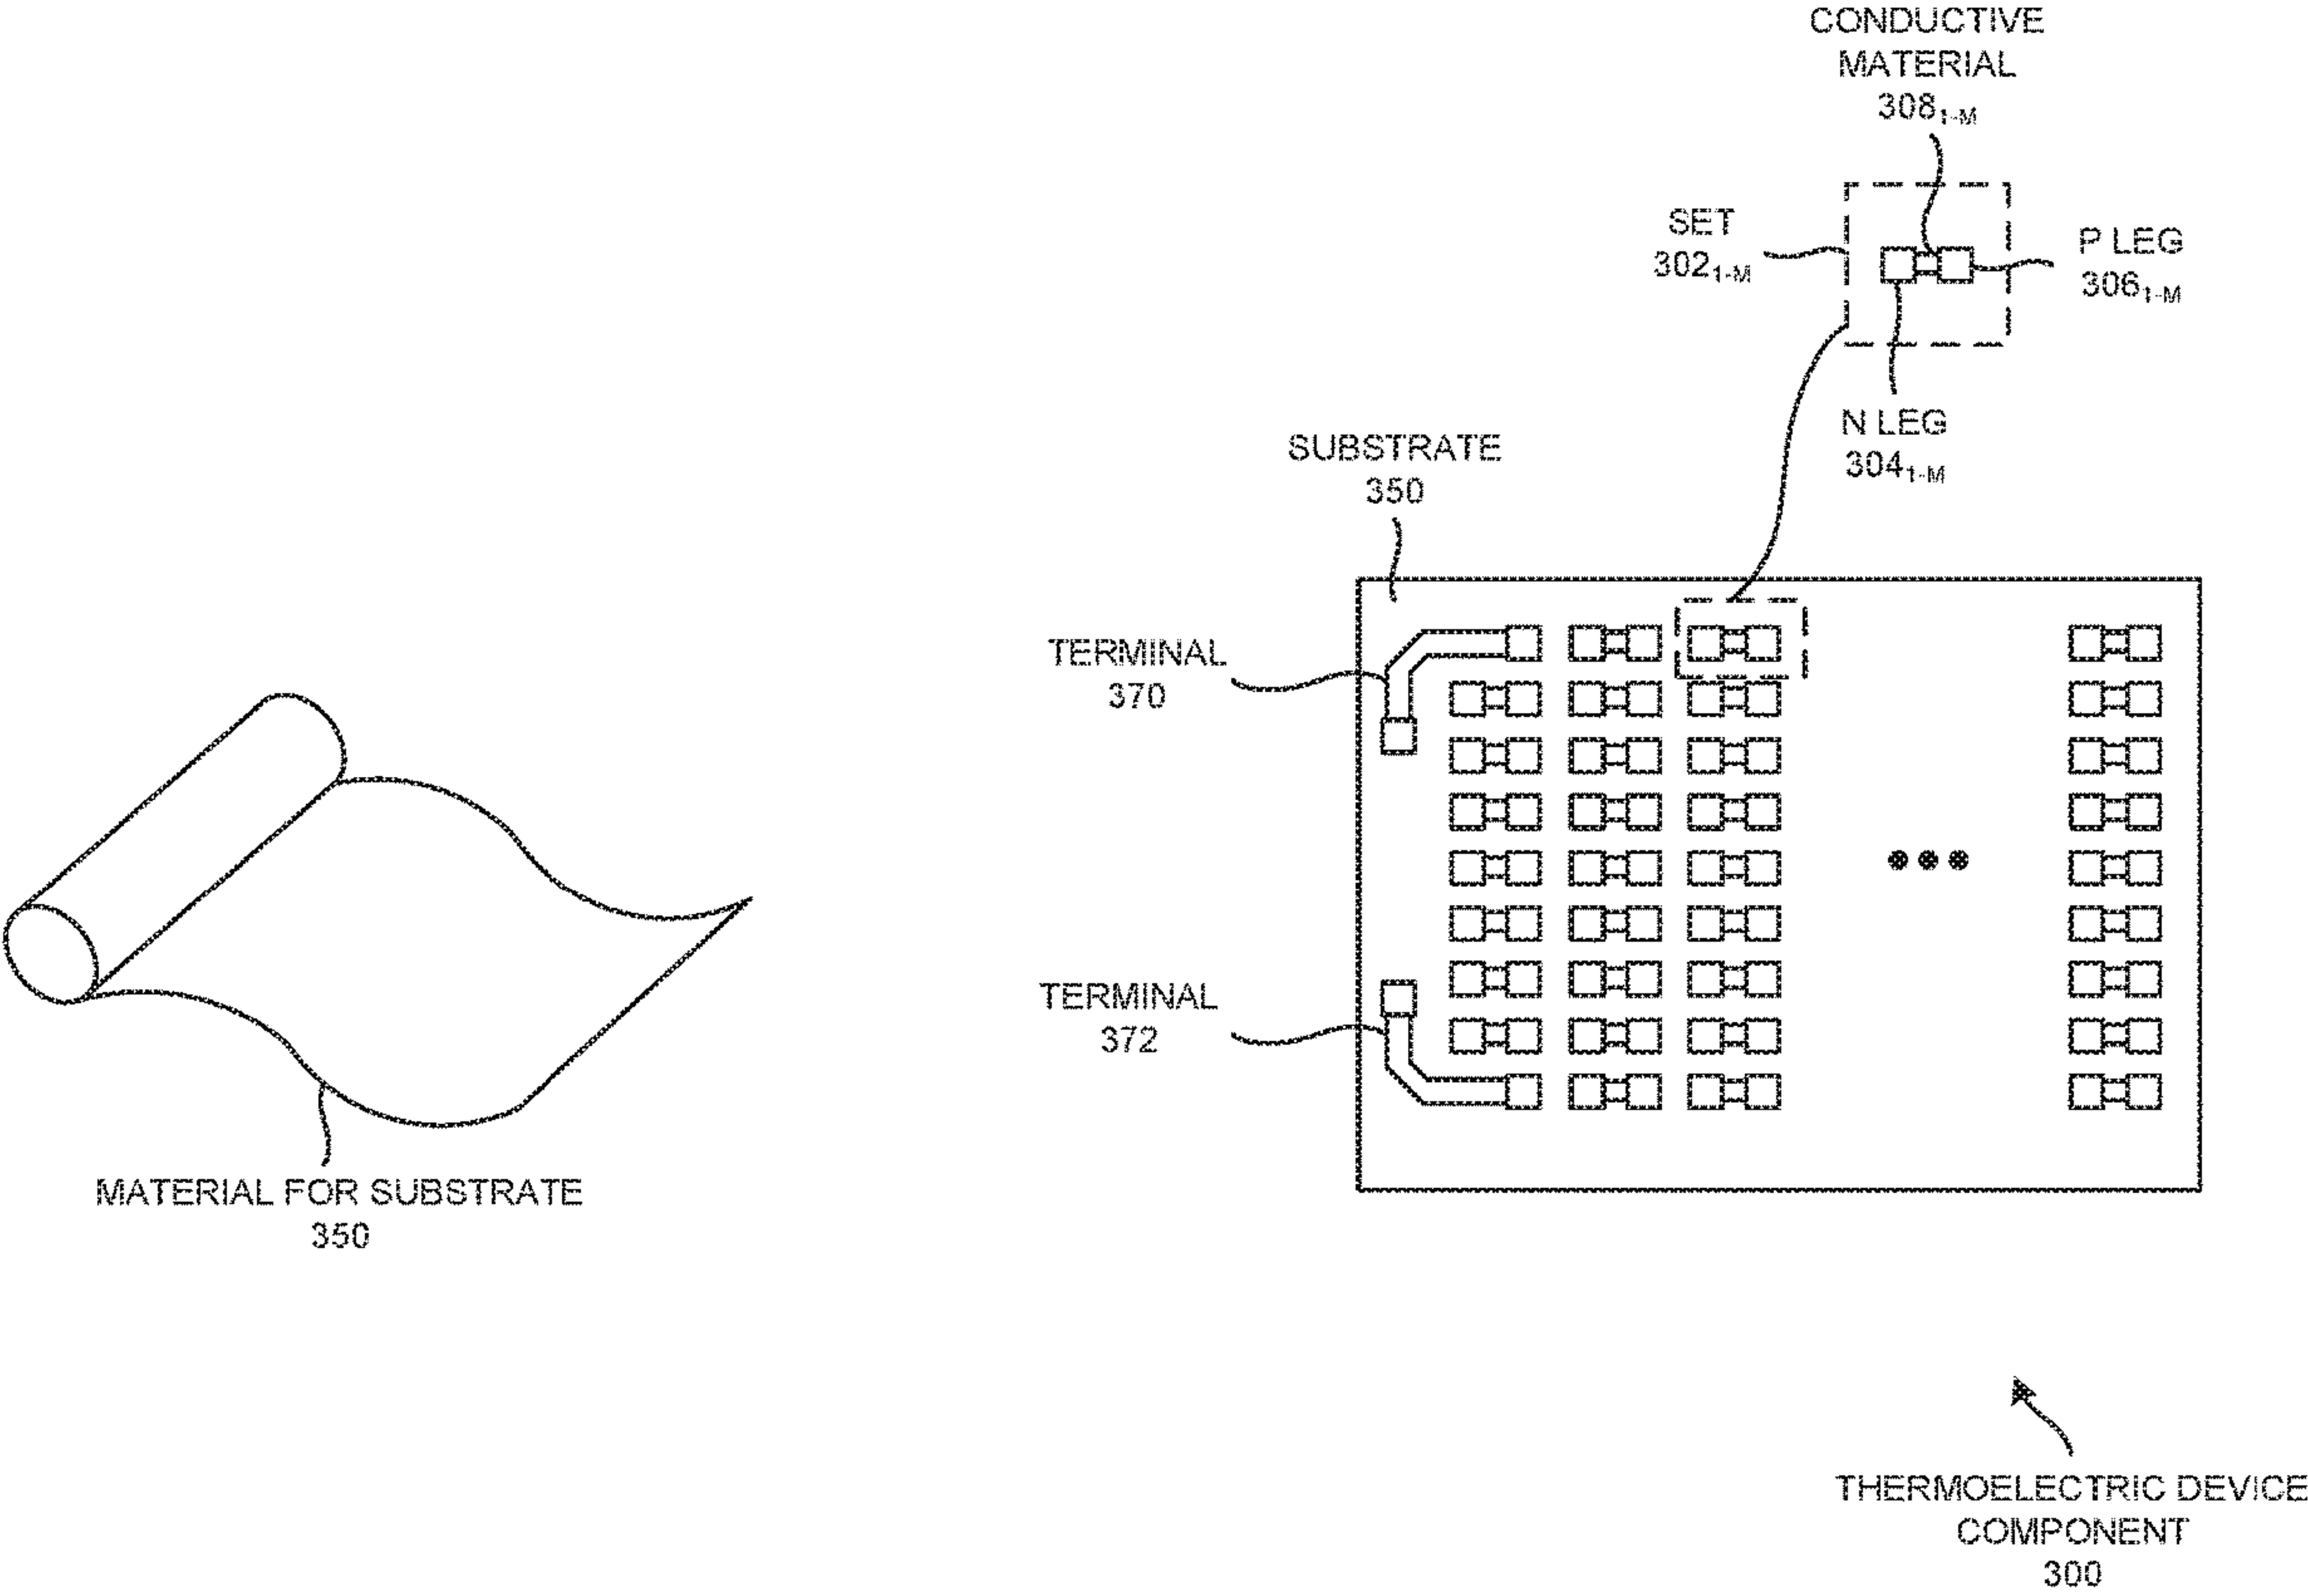 CONDUCTIVE
MATERIAL
308₁₋M
SET
302₁₋M
P LEG
306₁₋M
N LEG
304₁₋M
SUBSTRATE
350
TERMINAL
370
TERMINAL
372
MATERIAL FOR SUBSTRATE
350
THERMOELECTRIC DEVICE
COMPONENT
300